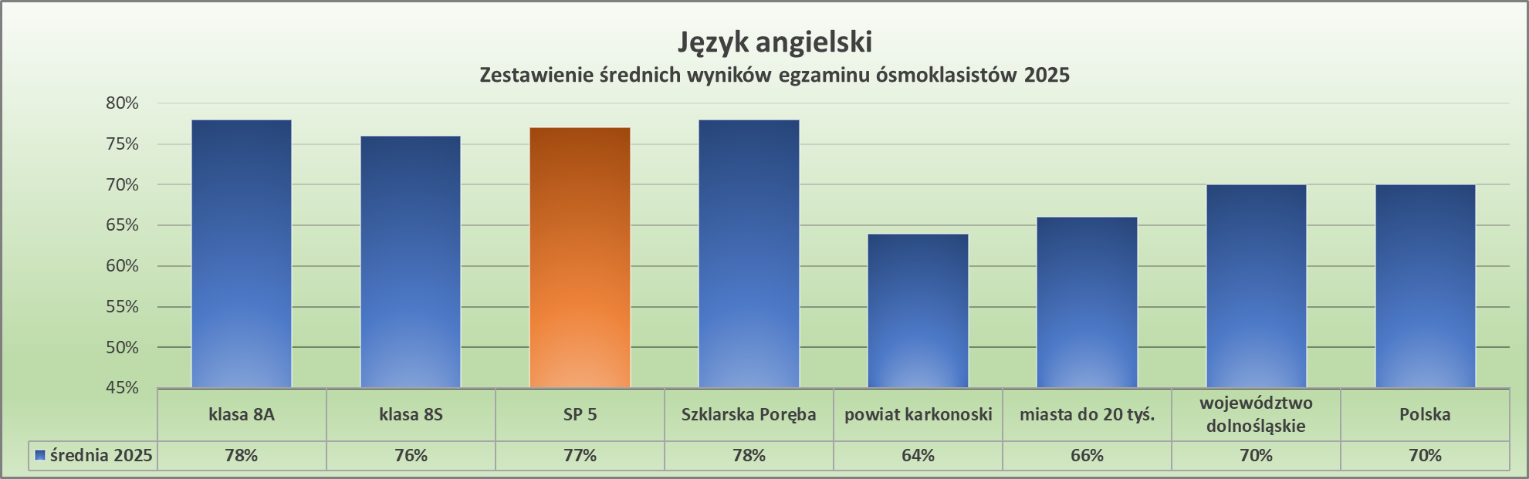 Język angielski
Zestawienie średnich wyników egzaminu ósmoklasistów 2025
80%
75%
70%
65%
60%
55%
50%
45%
klasa 8A klasa 8S SP 5 Szklarska Poręba powiat karkonoski miasta do 20 tyś. województwo dolnośląskie Polska
średnia 2025 78% 76% 77% 78% 64% 66% 70% 70%